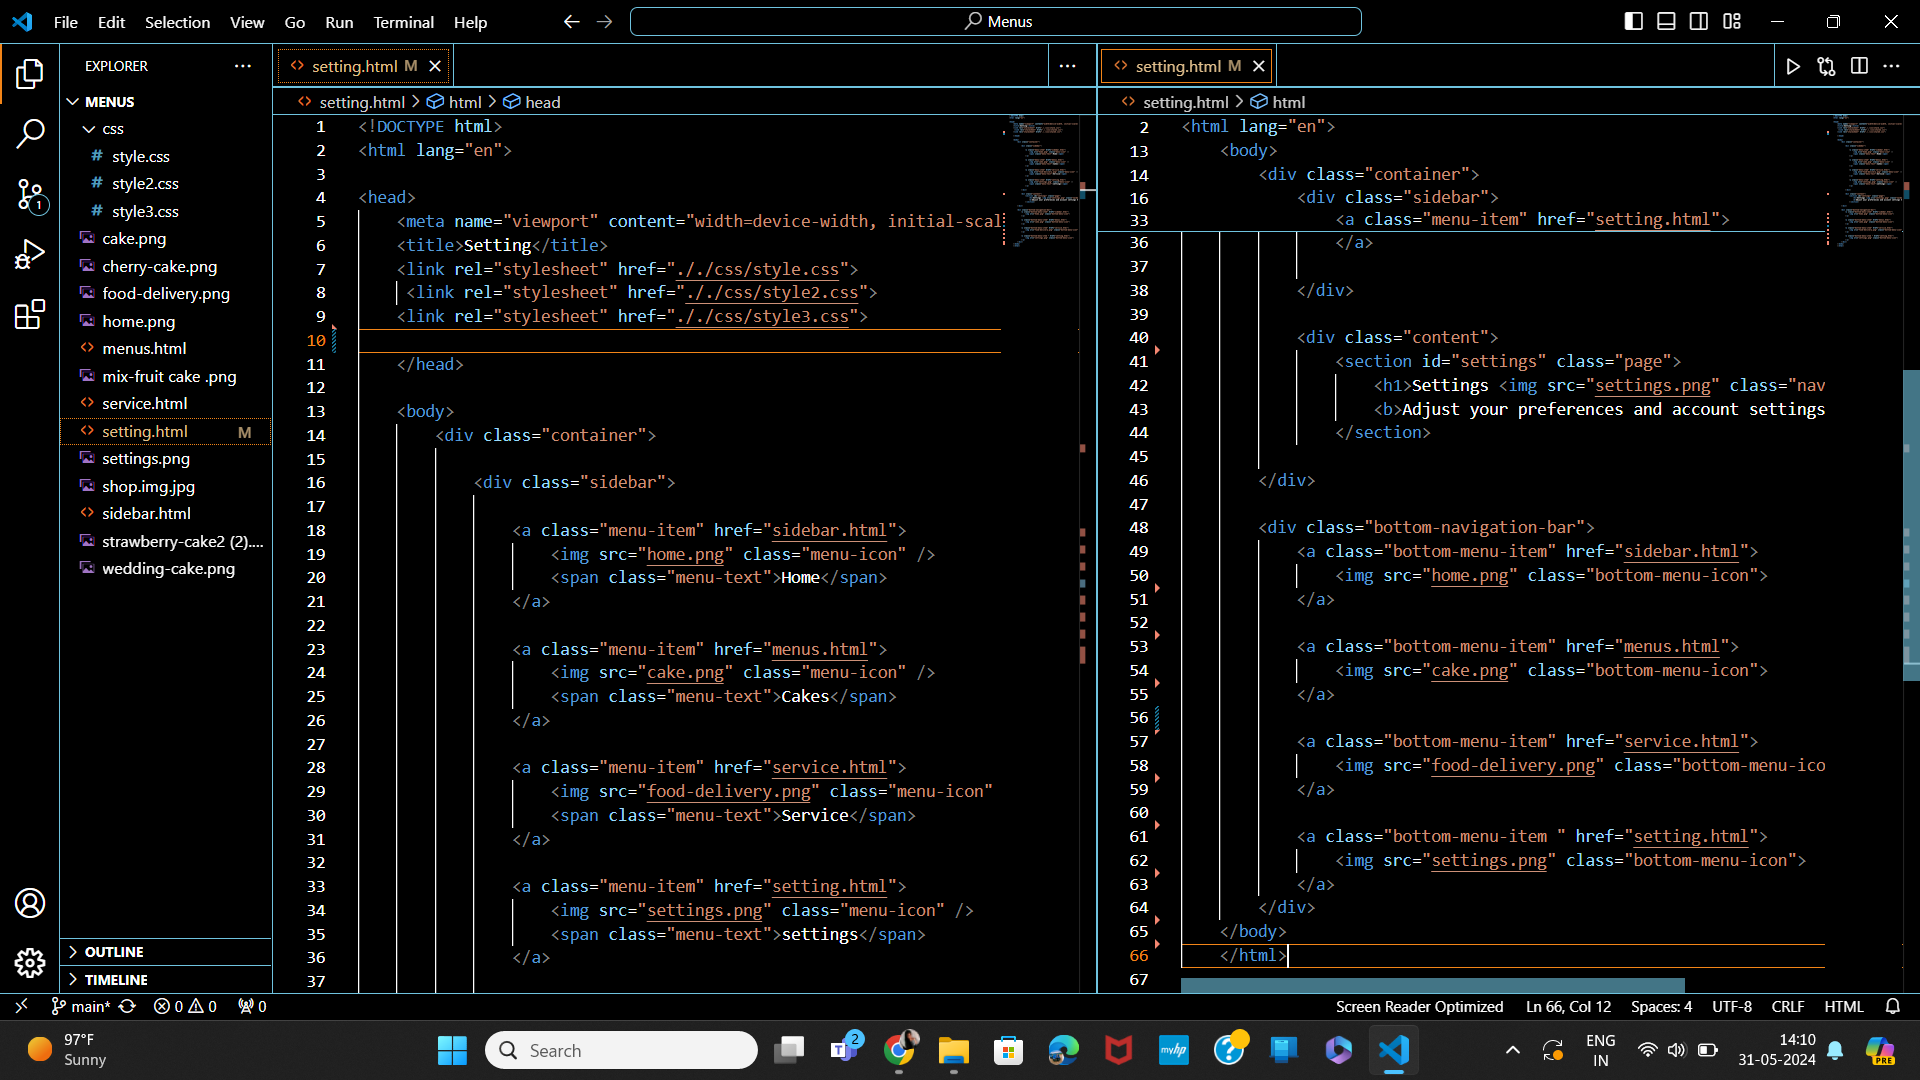 File Edit Selection View Go Run Terminal Help
Menus
EXPLORER
MENUS
css
# style.css
# style2.css
# style3.css
cake.png
cherry-cake.png
food-delivery.png
home.png
<> menus.html
mix-fruit cake .png
<> service.html
<> setting.html M
settings.png
shop.img.jpg
<> sidebar.html
strawberry-cake2 (2)....
wedding-cake.png
OUTLINE
TIMELINE
<> setting.html M
<> setting.html > html > head
1 <!DOCTYPE html>
2 <html lang="en">
3
4 <head>
5 <meta name="viewport" content="width=device-width, initial-scal
6 <title>Setting</title>
7 <link rel="stylesheet" href="././css/style.css">
8 <link rel="stylesheet" href="././css/style2.css">
9 <link rel="stylesheet" href="././css/style3.css">
10
11 </head>
12
13 <body>
14 <div class="container">
15
16 <div class="sidebar">
17
18 <a class="menu-item" href="sidebar.html">
19 <img src="home.png" class="menu-icon" />
20 <span class="menu-text">Home</span>
21 </a>
22
23 <a class="menu-item" href="menus.html">
24 <img src="cake.png" class="menu-icon" />
25 <span class="menu-text">Cakes</span>
26 </a>
27
28 <a class="menu-item" href="service.html">
29 <img src="food-delivery.png" class="menu-icon"
30 <span class="menu-text">Service</span>
31 </a>
32
33 <a class="menu-item" href="setting.html">
34 <img src="settings.png" class="menu-icon" />
35 <span class="menu-text">settings</span>
36 </a>
37
<> setting.html M
<> setting.html > html
2 <html lang="en">
13 <body>
14 <div class="container">
16 <div class="sidebar">
33 <a class="menu-item" href="setting.html">
36 </a>
37
38 </div>
39
40 <div class="content">
41 <section id="settings" class="page">
42 <h1>Settings <img src="settings.png" class="nav
43 <b>Adjust your preferences and account settings
44 </section>
45
46 </div>
47
48 <div class="bottom-navigation-bar">
49 <a class="bottom-menu-item" href="sidebar.html">
50 <img src="home.png" class="bottom-menu-icon">
51 </a>
52
53 <a class="bottom-menu-item" href="menus.html">
54 <img src="cake.png" class="bottom-menu-icon">
55 </a>
56
57 <a class="bottom-menu-item" href="service.html">
58 <img src="food-delivery.png" class="bottom-menu-ico
59 </a>
60
61 <a class="bottom-menu-item " href="setting.html">
62 <img src="settings.png" class="bottom-menu-icon">
63 </a>
64 </div>
65 </body>
66 </html>
67
1
main* 0 0 0
Screen Reader Optimized Ln 66, Col 12 Spaces: 4 UTF-8 CRLF HTML
97°F
Sunny
Search
2
myhp
ENG
IN
14:10
31-05-2024
PRE